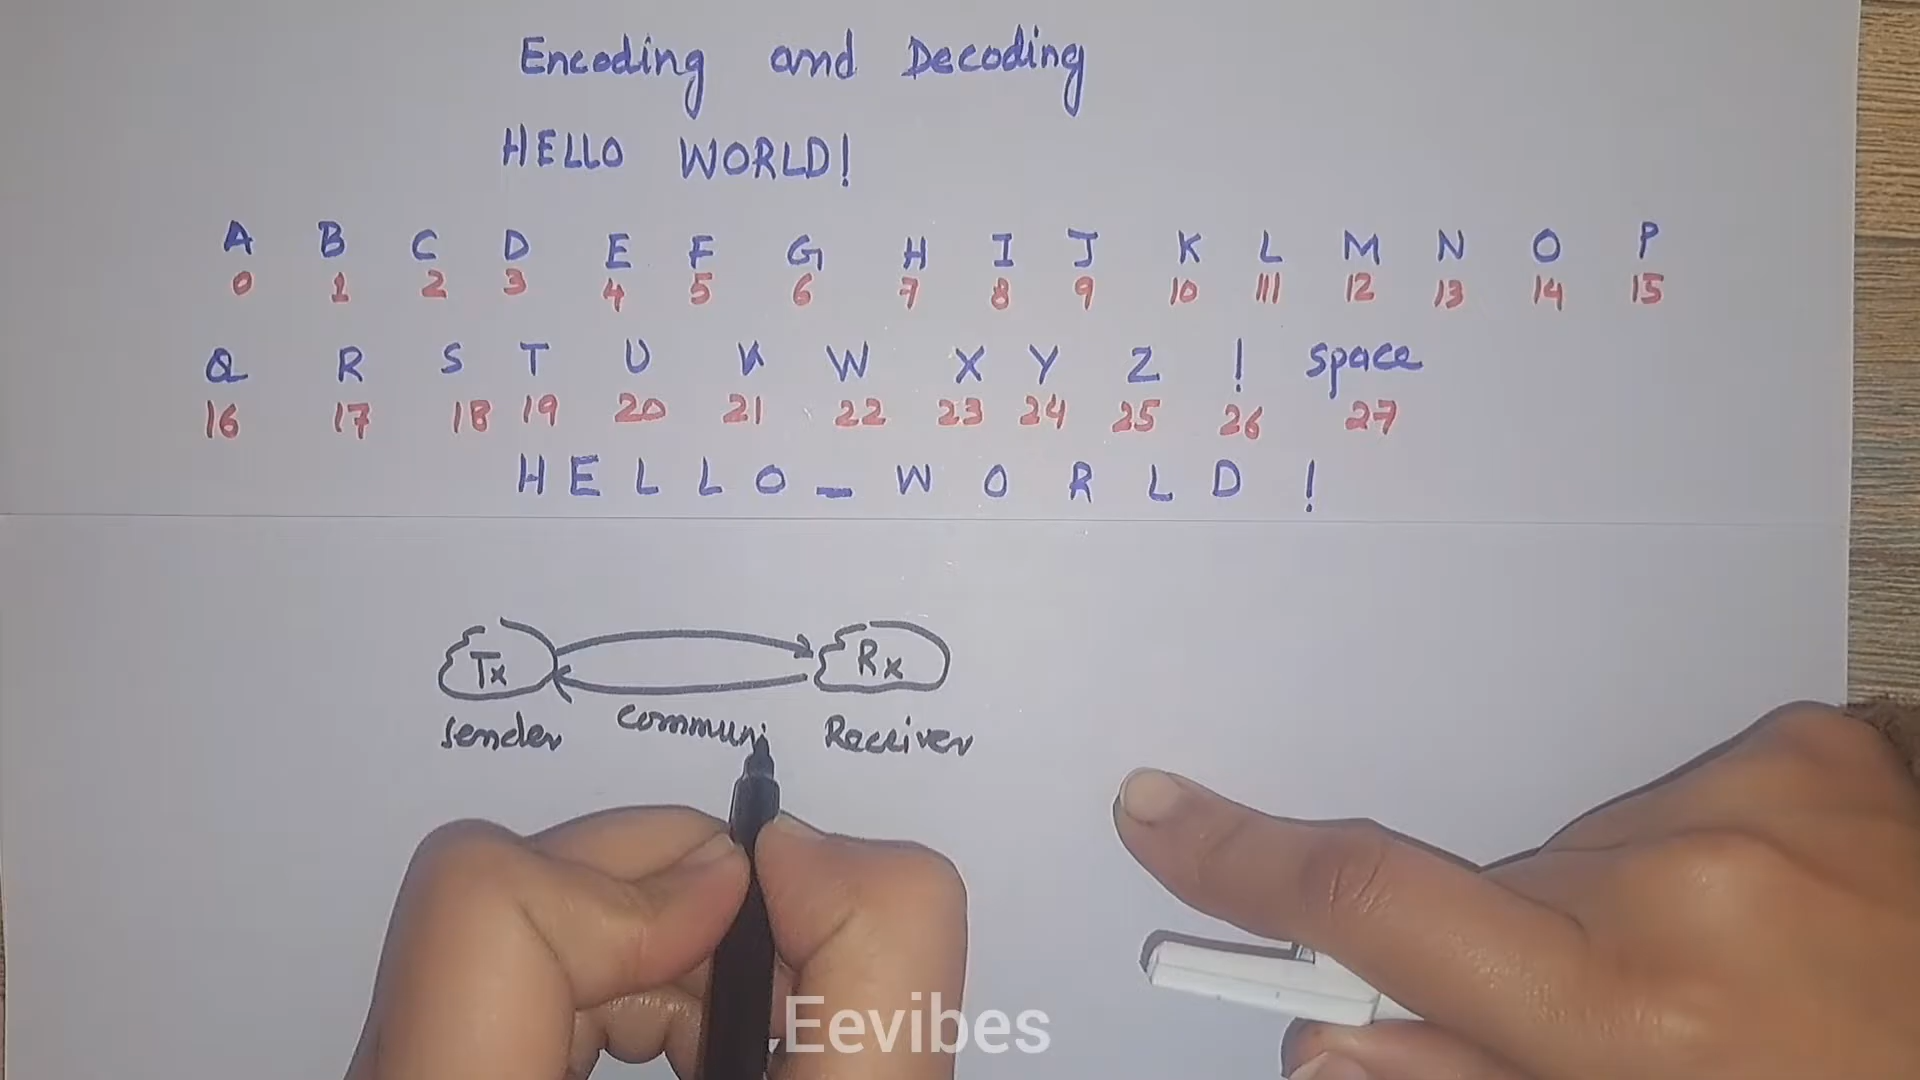 Encoding and Decoding
HELLO WORLD!
A B C D E F G H I J K L M N O P
0 1 2 3 4 5 6 7 8 9 10 11 12 13 14 15
Q R S T U V W X Y Z ! space
16 17 18 19 20 21 22 23 24 25 26 27
H E L L O _ W O R L D !
Tx Rx
sender communi Receiver
Eevibes